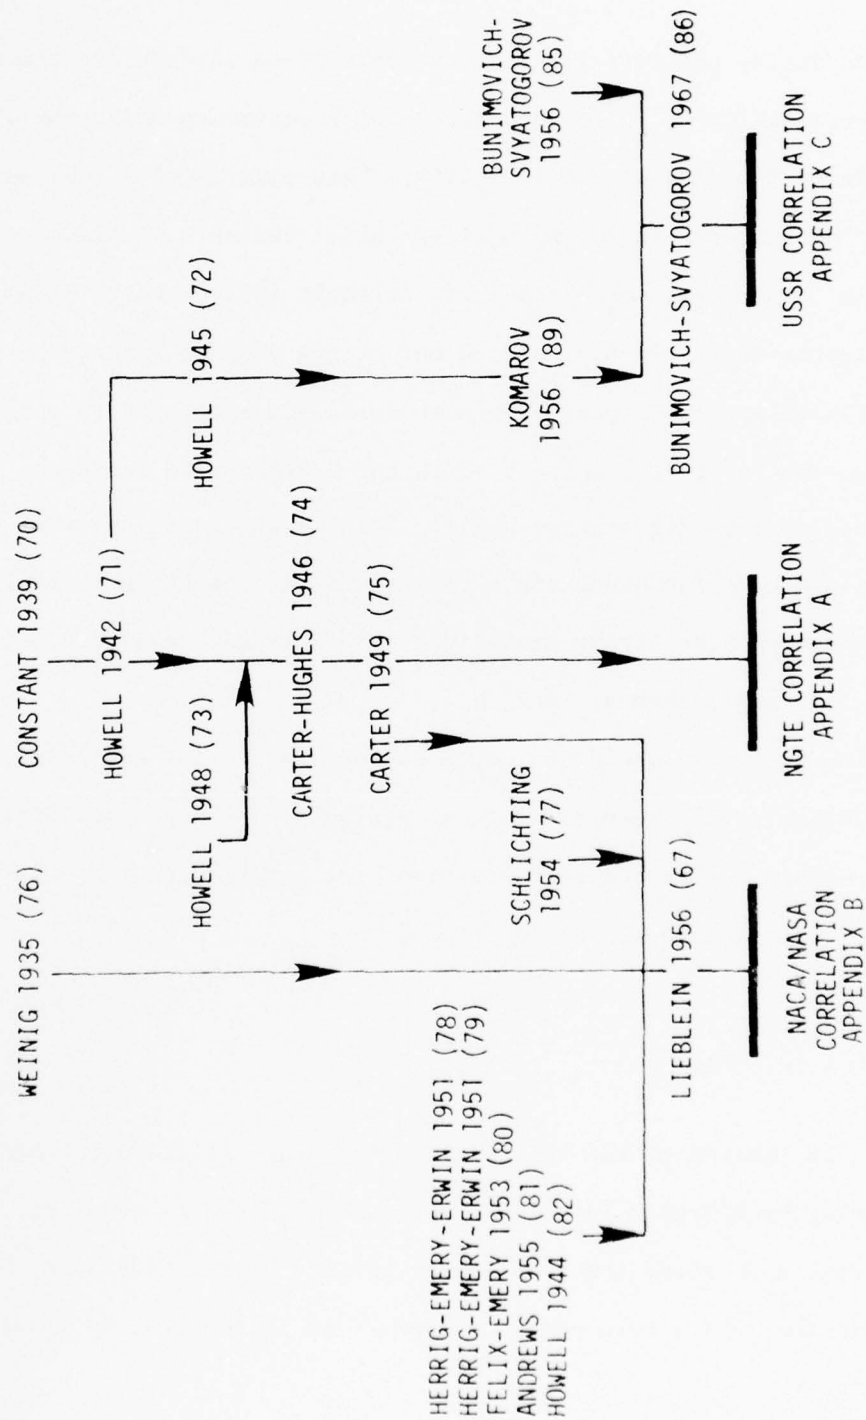 WEINIG 1935 (76)
CONSTANT 1939 (70)
HOWELL 1942 (71)
HOWELL 1948 (73)
HOWELL 1945 (72)
CARTER-HUGHES 1946 (74)
CARTER 1949 (75)
HERRIG-EMERY-ERWIN 1951 (78)
HERRIG-EMERY-ERWIN 1951 (79)
FELIX-EMERY 1953 (80)
ANDREWS 1955 (81)
HOWELL 1944 (82)
SCHLICHTING
1954 (77)
KOMAROV
1956 (89)
BUNIMOVICH-
SVYATOGOROV
1956 (85)
LIEBLEIN 1956 (67)
BUNIMOVICH-SVYATOGOROV 1967 (86)
NACA/NASA
CORRELATION
APPENDIX B
NGTE CORRELATION
APPENDIX A
USSR CORRELATION
APPENDIX C